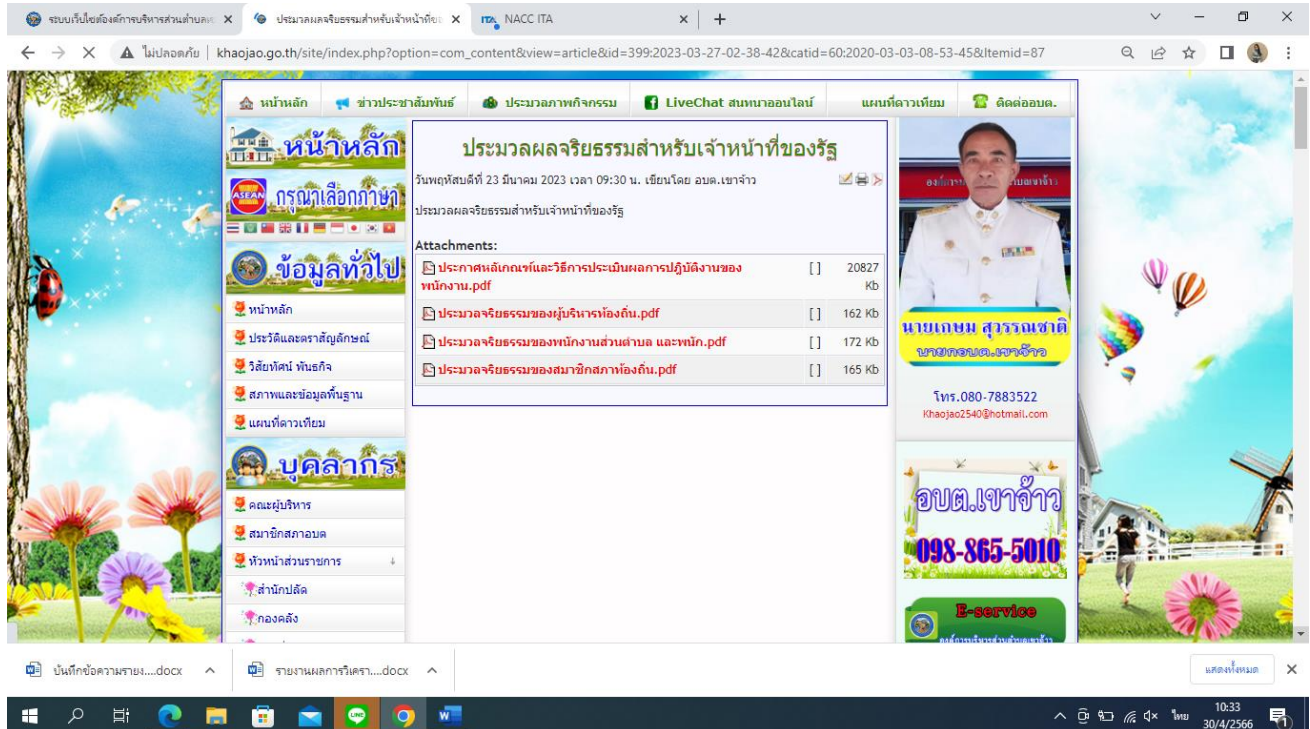 ระบบเว็บไซต์องค์การบริหารส่วนตำบลเข
ประมวลผลจริยธรรมสำหรับเจ้าหน้าที่ขอ
ITA NACC ITA
ไม่ปลอดภัย
khaojao.go.th/site/index.php?option=com_content&view=article&id=399:2023-03-27-02-38-42&catid=60:2020-03-03-08-53-45&Itemid=87
หน้าหลัก
ข่าวประชาสัมพันธ์
ประมวลภาพกิจกรรม
LiveChat สนทนาออนไลน์
แผนที่ดาวเทียม
ติดต่ออบต.
หน้าหลัก
ASEAN กรุณาเลือกภาษา
ข้อมูลทั่วไป
หน้าหลัก
ประวัติและตราสัญลักษณ์
วิสัยทัศน์ พันธกิจ
สภาพและข้อมูลพื้นฐาน
แผนที่ดาวเทียม
บุคลากร
คณะผู้บริหาร
สมาชิกสภาอบต
หัวหน้าส่วนราชการ
สำนักปลัด
กองคลัง
ประมวลผลจริยธรรมสำหรับเจ้าหน้าที่ของรัฐ
วันพฤหัสบดีที่ 23 มีนาคม 2023 เวลา 09:30 น. เขียนโดย อบต.เขาจ้าว
ประมวลผลจริยธรรมสำหรับเจ้าหน้าที่ของรัฐ
Attachments:
ประกาศหลักเกณฑ์และวิธีการประเมินผลการปฏิบัติงานของ [ ] 20827
พนักงาน.pdf Kb
ประมวลจริยธรรมของผู้บริหารท้องถิ่น.pdf [ ] 162 Kb
ประมวลจริยธรรมของพนักงานส่วนตำบล และพนัก.pdf [ ] 172 Kb
ประมวลจริยธรรมของสมาชิกสภาท้องถิ่น.pdf [ ] 165 Kb
นายเกษม สุวรรณชาติ
นายกอบต.เขาจ้าว
โทร.080-7883522
Khaojao2540@hotmail.com
อบต.เขาจ้าว
098-865-5010
E-service
องค์การบริหารส่วนตำบลเขาจ้าว
บันทึกข้อความรายง....docx
รายงานผลการวิเครา....docx
แสดงทั้งหมด
LINE
ไทย
10:33
30/4/2566